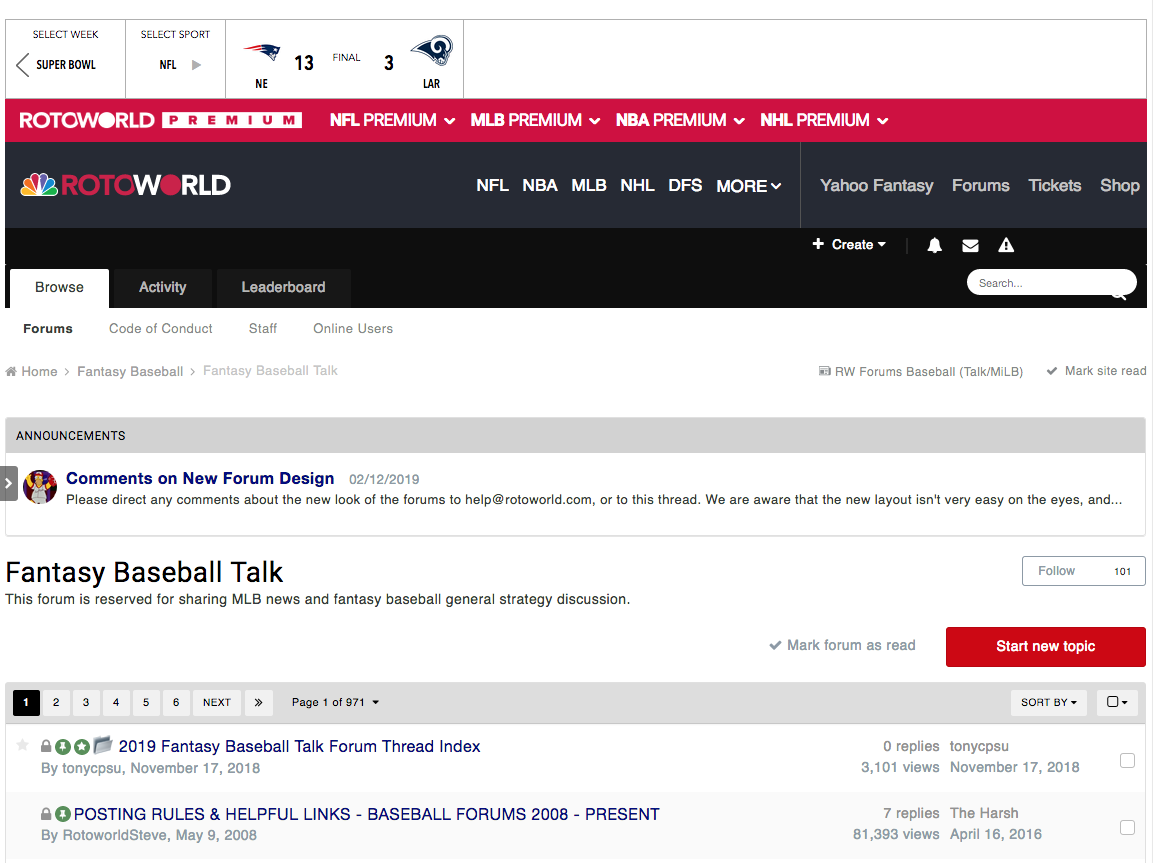 SELECT WEEK
SUPER BOWL
SELECT SPORT
NFL
13 FINAL 3
NE LAR
ROTOWORLD PREMIUM NFL PREMIUM MLB PREMIUM NBA PREMIUM NHL PREMIUM
ROTOWORLD NFL NBA MLB NHL DFS MORE Yahoo Fantasy Forums Tickets Shop
+ Create
Browse Activity Leaderboard Search...
Forums Code of Conduct Staff Online Users
Home > Fantasy Baseball > Fantasy Baseball Talk RW Forums Baseball (Talk/MiLB) Mark site read
ANNOUNCEMENTS
Comments on New Forum Design 02/12/2019
Please direct any comments about the new look of the forums to help@rotoworld.com, or to this thread. We are aware that the new layout isn't very easy on the eyes, and...
Fantasy Baseball Talk Follow 101
This forum is reserved for sharing MLB news and fantasy baseball general strategy discussion.
Mark forum as read Start new topic
1 2 3 4 5 6 NEXT » Page 1 of 971 SORT BY
2019 Fantasy Baseball Talk Forum Thread Index 0 replies tonycpsu
By tonycpsu, November 17, 2018 3,101 views November 17, 2018
POSTING RULES & HELPFUL LINKS - BASEBALL FORUMS 2008 - PRESENT 7 replies The Harsh
By RotoworldSteve, May 9, 2008 81,393 views April 16, 2016